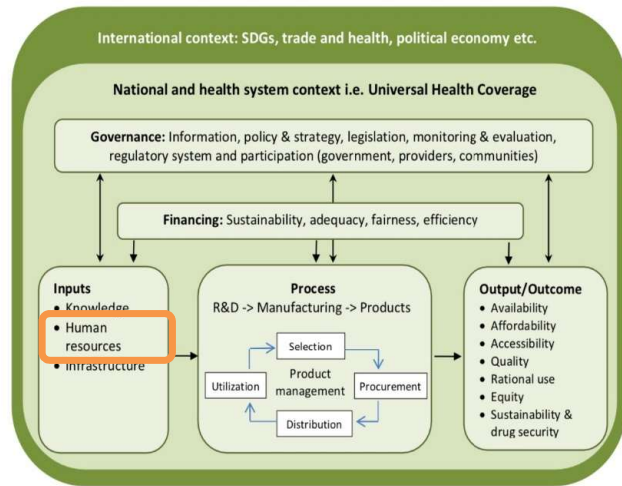 International context: SDGs, trade and health, political economy etc.
National and health system context i.e. Universal Health Coverage
Governance: Information, policy & strategy, legislation, monitoring & evaluation,
regulatory system and participation (government, providers, communities)
Financing: Sustainability, adequacy, fairness, efficiency
Inputs
• Knowledge
• Human
resources
• Infrastructure
Process
R&D -> Manufacturing -> Products
Selection
Utilization
Product
management
Procurement
Distribution
Output/Outcome
• Availability
• Affordability
• Accessibility
• Quality
• Rational use
• Equity
• Sustainability &
drug security